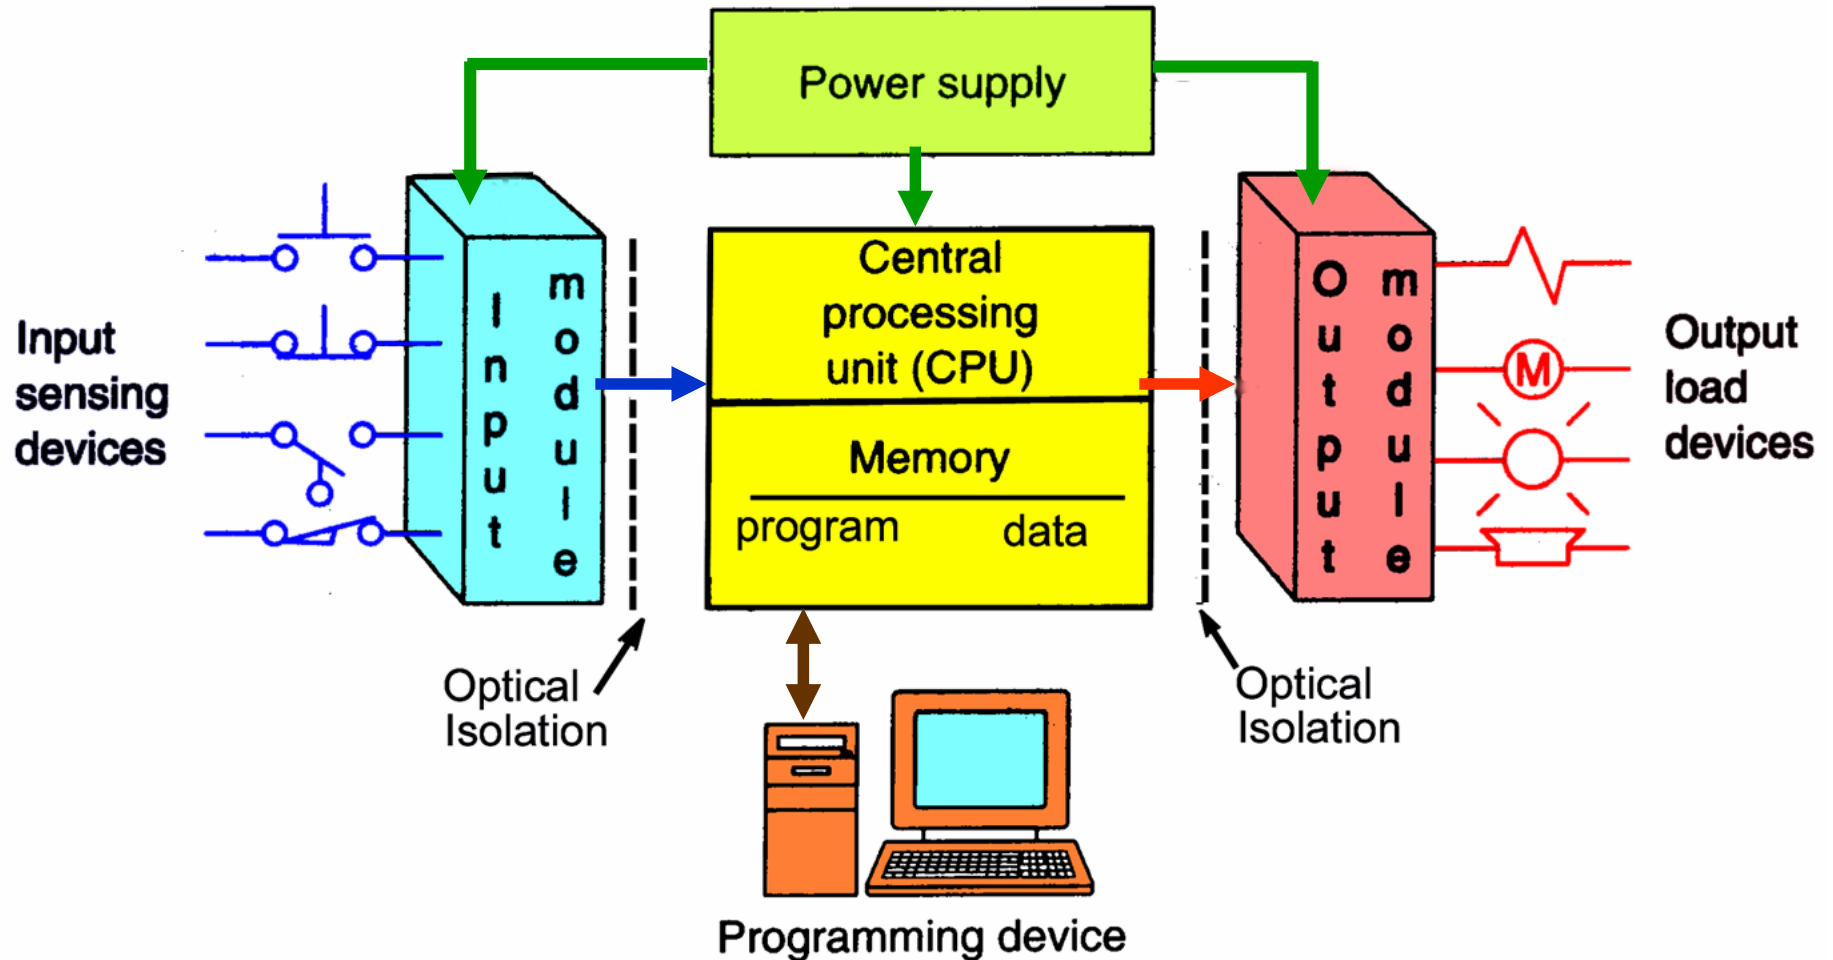 Power supply
Input
sensing
devices
Input
module
Central
processing
unit (CPU)
Memory
program data
Output
module
M
Output
load
devices
Optical
Isolation
Optical
Isolation
Programming device